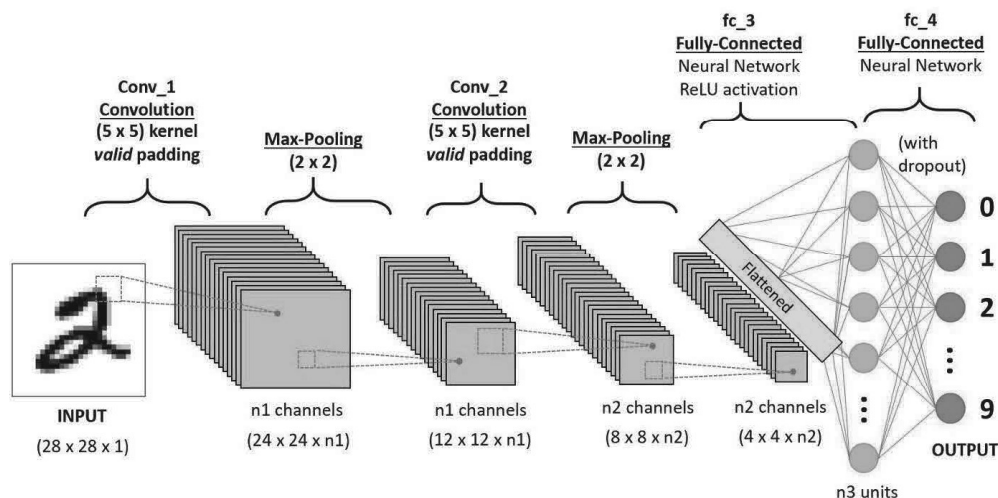 fc_3
Fully-Connected
Neural Network
ReLU activation
fc_4
Fully-Connected
Neural Network
Conv_1
Convolution
(5 x 5) kernel
valid padding
Max-Pooling
(2 x 2)
Conv_2
Convolution
(5 x 5) kernel
valid padding
Max-Pooling
(2 x 2)
(with
dropout)
Flattened
0
1
2
9
OUTPUT
INPUT
(28 x 28 x 1)
n1 channels
(24 x 24 x n1)
n1 channels
(12 x 12 x n1)
n2 channels
(8 x 8 x n2)
n2 channels
(4 x 4 x n2)
n3 units
2